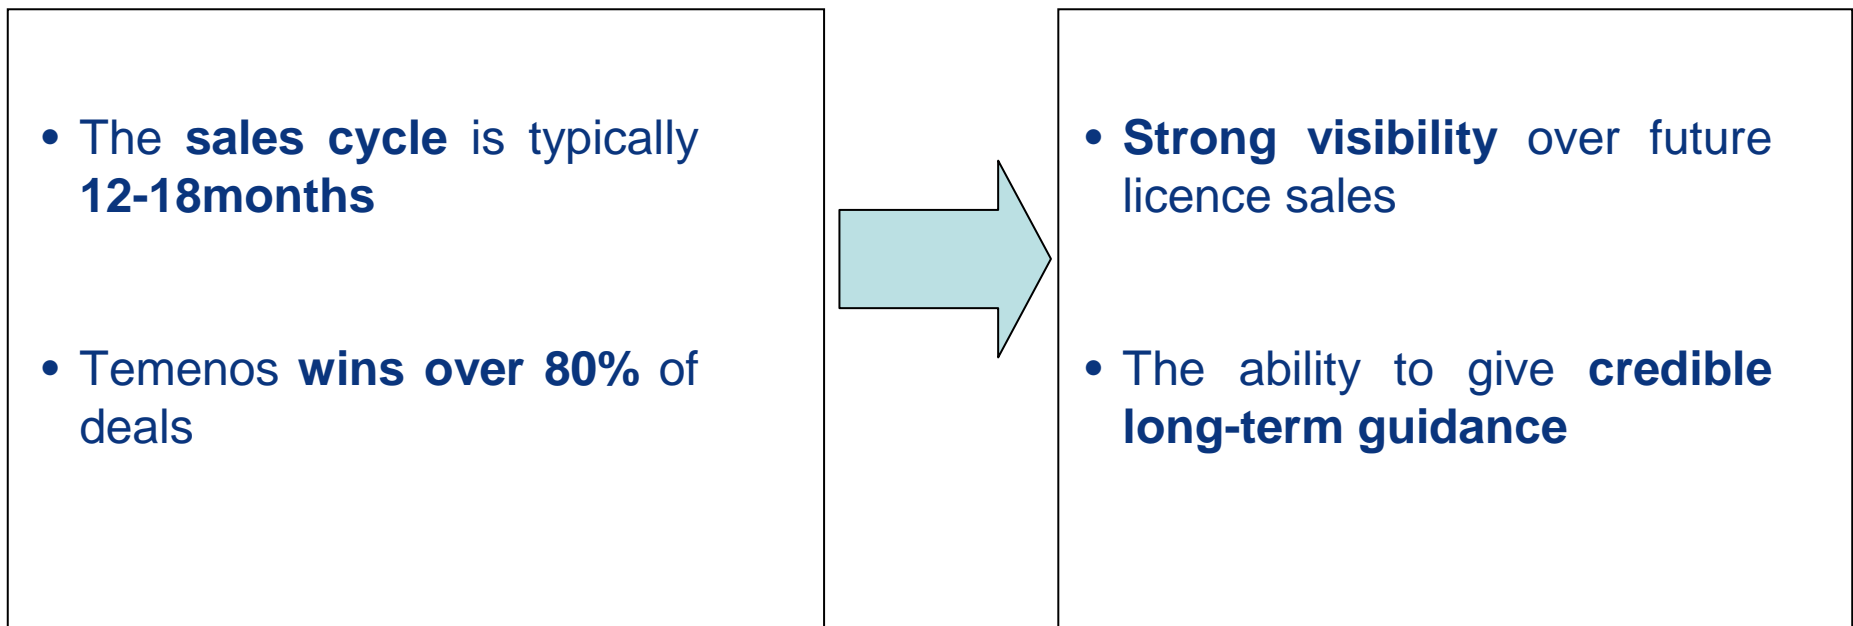 • The sales cycle is typically
12-18months
• Temenos wins over 80% of
deals
• Strong visibility over future
licence sales
• The ability to give credible
long-term guidance